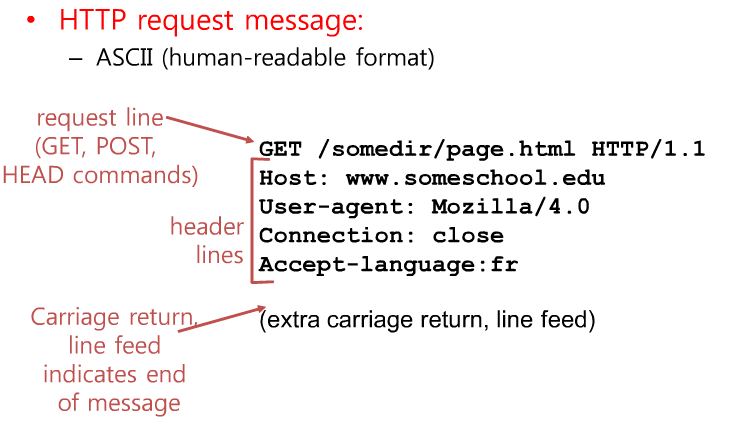 • HTTP request message:
– ASCII (human-readable format)
request line
(GET, POST,
HEAD commands)
GET /somedir/page.html HTTP/1.1
Host: www.someschool.edu
User-agent: Mozilla/4.0
Connection: close
Accept-language:fr
header
lines
Carriage return,
line feed
indicates end
of message
(extra carriage return, line feed)